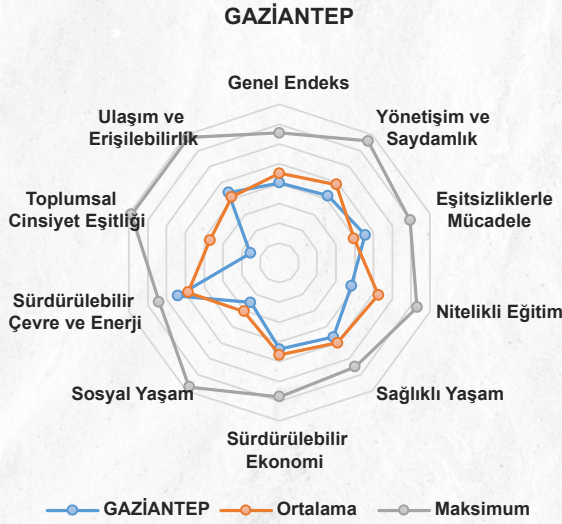 GAZİANTEP
Genel Endeks
Yönetişim ve
Saydamlık
Eşitsizliklerle
Mücadele
Nitelikli Eğitim
Sağlıklı Yaşam
Sürdürülebilir
Ekonomi
Sosyal Yaşam
Sürdürülebilir
Çevre ve Enerji
Toplumsal
Cinsiyet Eşitliği
Ulaşım ve
Erişilebilirlik
GAZİANTEP
Ortalama
Maksimum